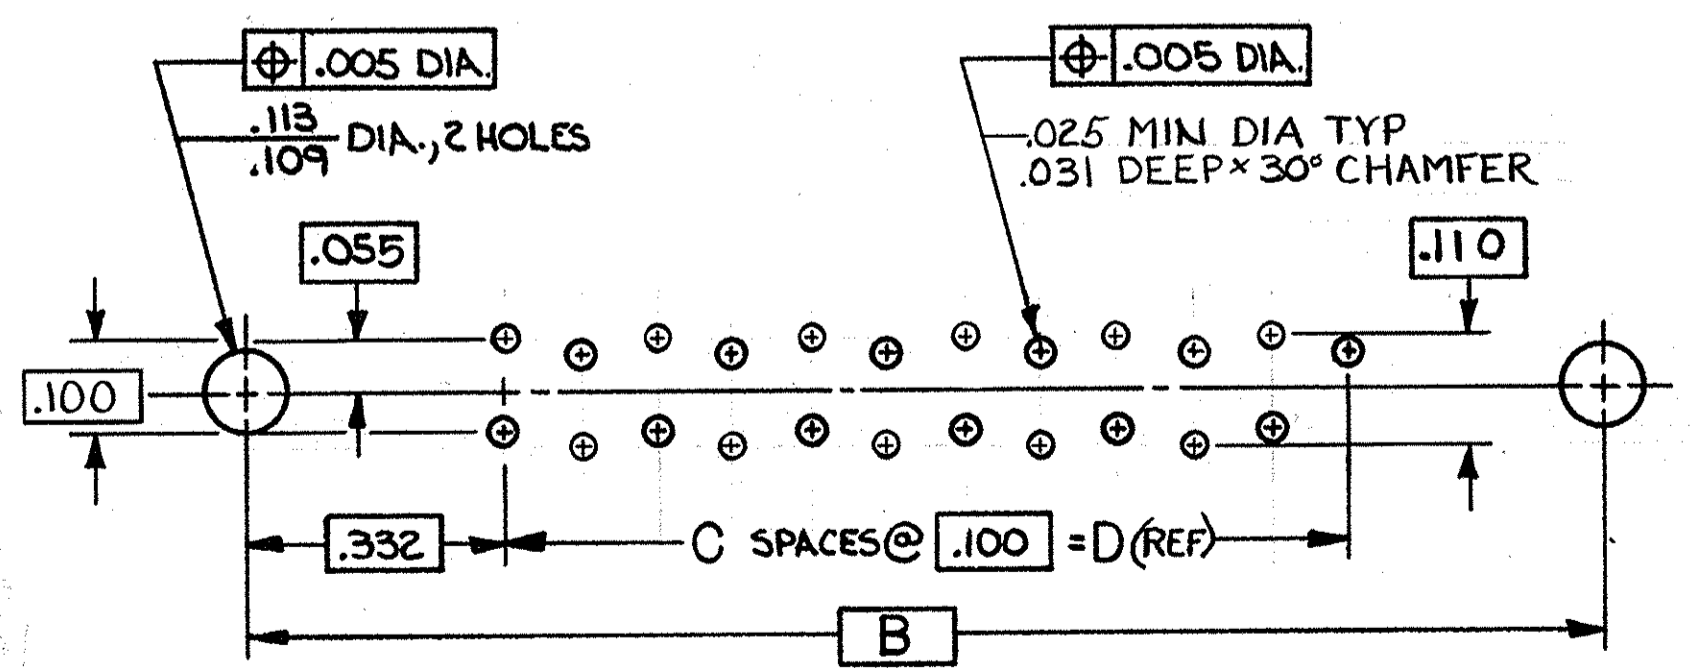 ⌖ .005 DIA.
.113
.109 DIA., 2 HOLES
⌖ .005 DIA.
.025 MIN DIA TYP
.031 DEEP × 30° CHAMFER
.055
.110
.100
.332
C SPACES @ .100 = D (REF)
B